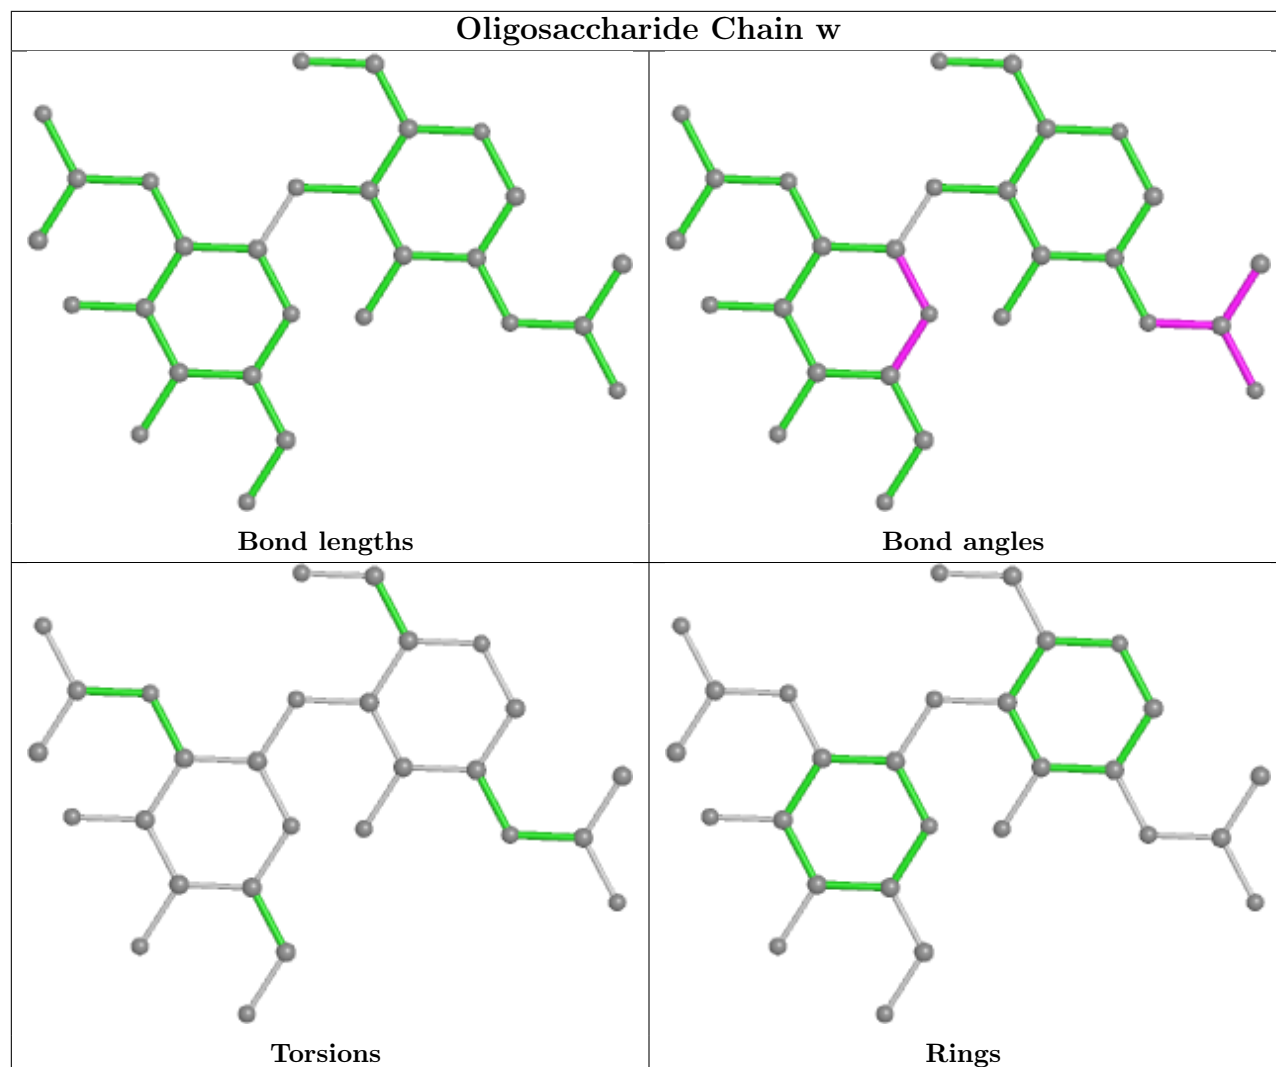 Oligosaccharide Chain w
Bond lengths
Bond angles
Torsions
Rings